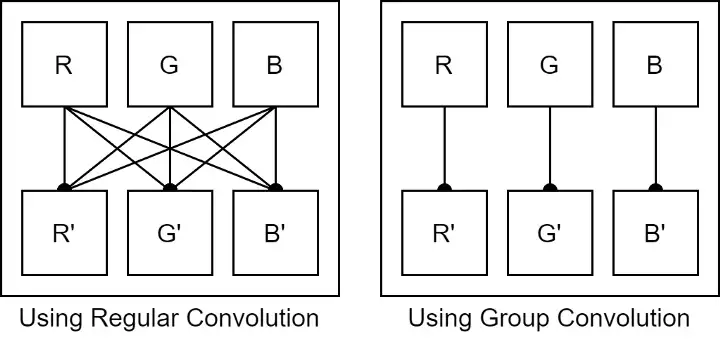 R G B R G B
R' G' B' R' G' B'
Using Regular Convolution Using Group Convolution